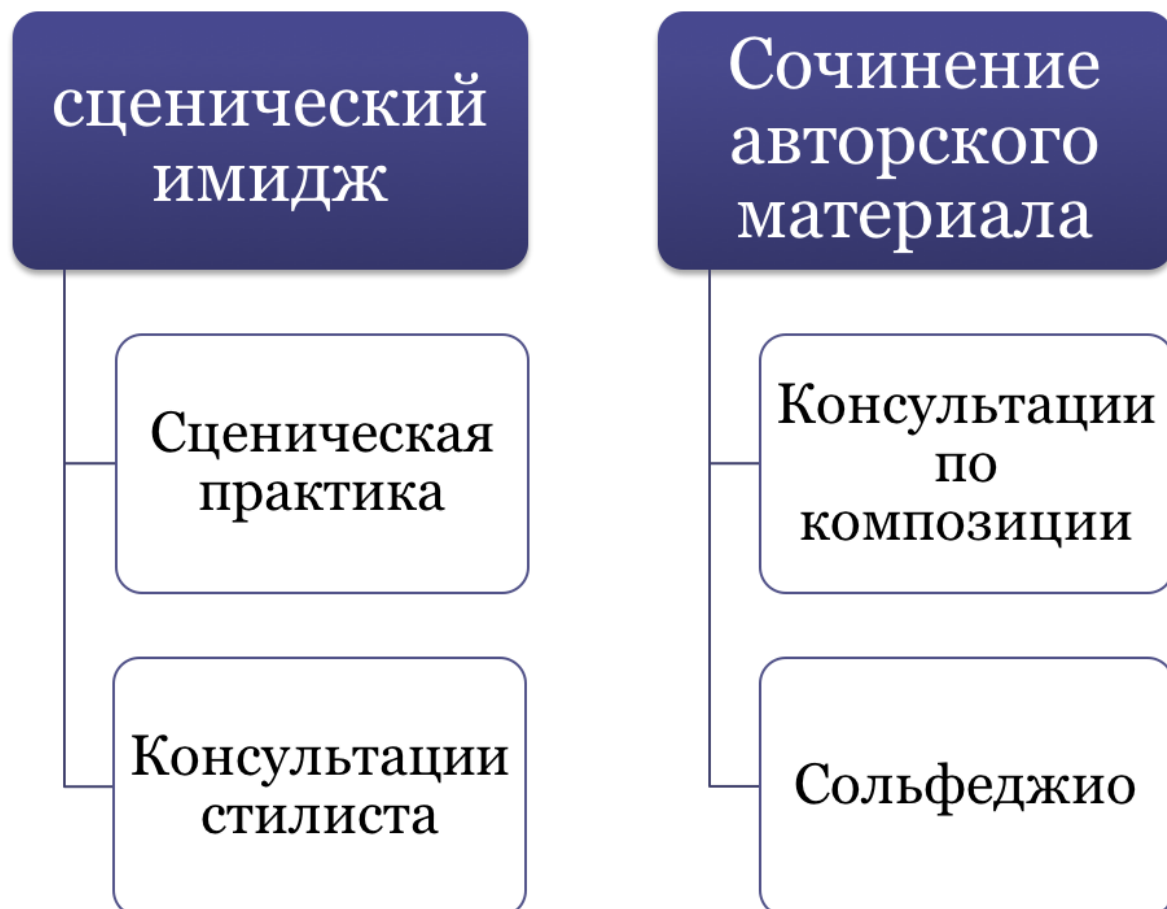 сценический
имидж
Сценическая
практика
Консультации
стилиста
Сочинение
авторского
материала
Консультации
по
композиции
Сольфеджио